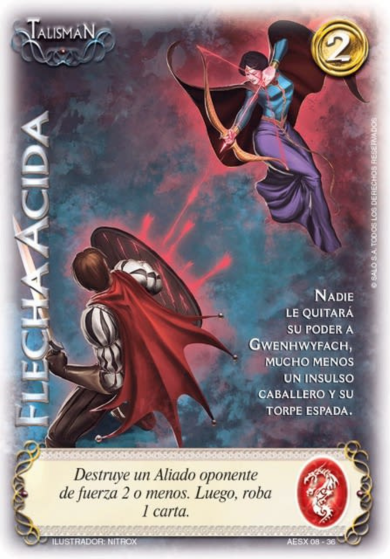 TALISMÁN
2
FLECHA ÁCIDA
NADIE
LE QUITARÁ
SU PODER A
GWENHWYFACH,
MUCHO MENOS
UN INSULSO
CABALLERO Y SU
TORPE ESPADA.
© SALO S.A. TODOS LOS DERECHOS RESERVADOS
Destruye un Aliado oponente
de fuerza 2 o menos. Luego, roba
1 carta.
ILUSTRADOR: NITROX
AESX 08 - 36